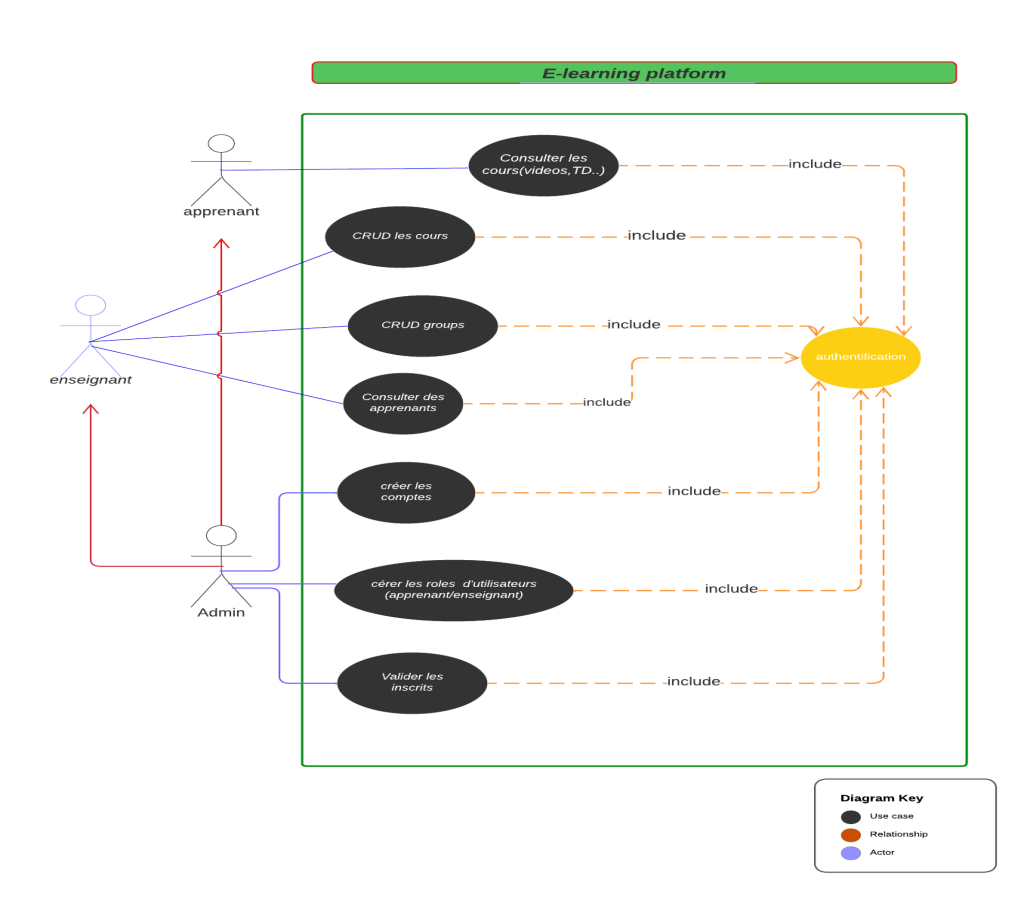 E-learning platform
Consulter les
cours(videos,TD..)
include
apprenant
CRUD les cours
include
CRUD groups
include
authentification
enseignant
Consulter des
apprenants
include
créer les
comptes
include
cérer les roles d'utilisateurs
(apprenant/enseignant)
include
Admin
Valider les
inscrits
include
Diagram Key
Use case
Relationship
Actor